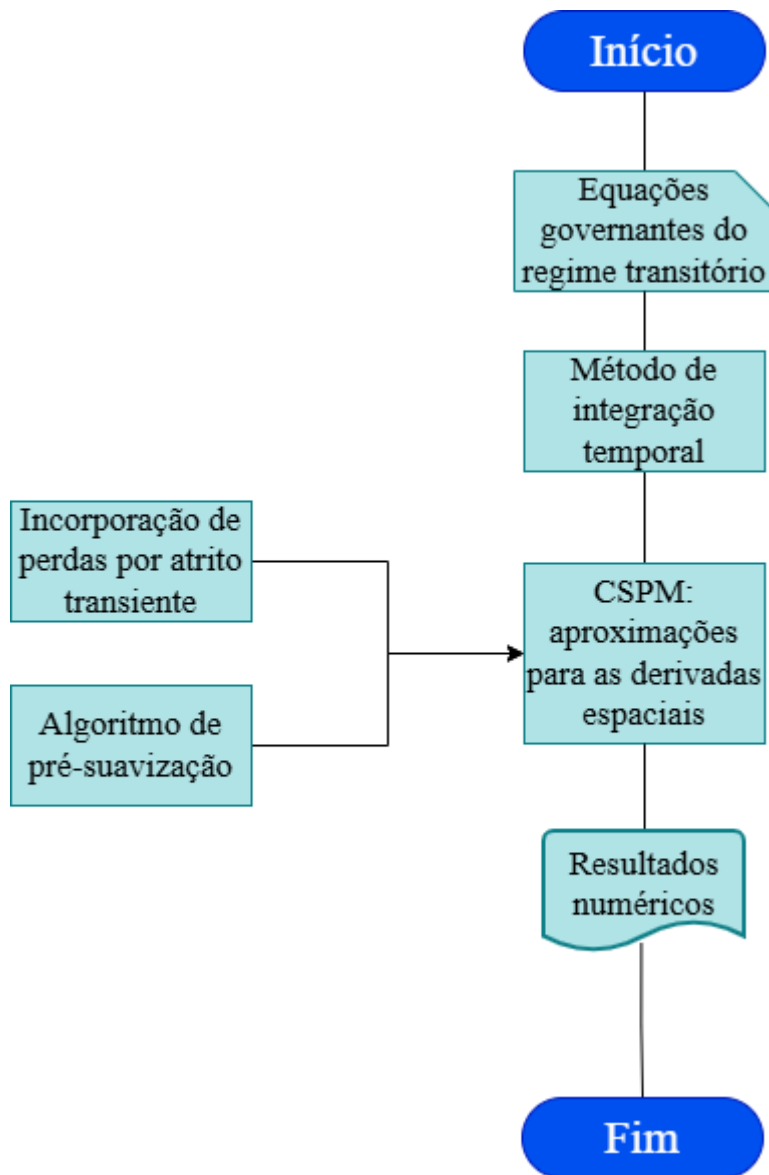 Início
Equações
governantes do
regime transitório
Método de
integração
temporal
Incorporação de
perdas por atrito
transiente
Algoritmo de
pré-suavização
CSPM:
aproximações
para as derivadas
espaciais
Resultados
numéricos
Fim